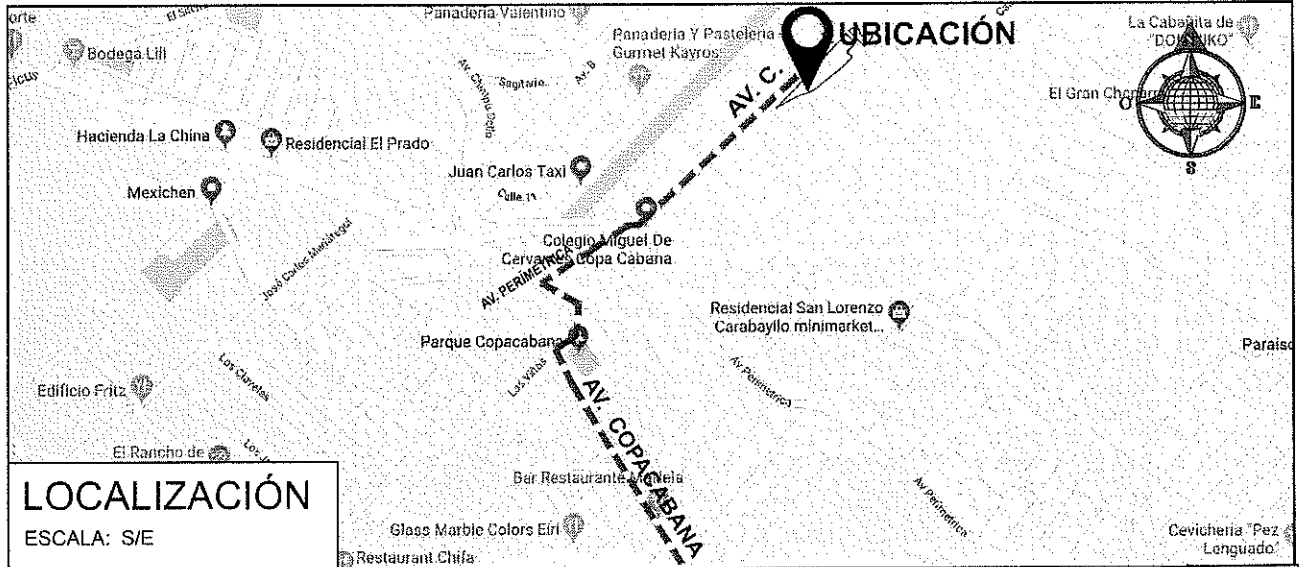 orte
Panaderia Valentino
La Cabañita de
UBICACIÓN
Bodega Lili
Panaderia Y Pasteleria
Gurmet Kayros
Av. B
Sagitario
AV. C.
El Gran
O
E
S
Hacienda La China
Residencial El Prado
Juan Carlos Taxi
Mexichen
Calle 11
José Carlos Mariátegui
Colegio Miguel De
Cervantes Copa Cabana
AV. PERÍMETRICA
Residencial San Lorenzo
Carabayllo minimarket...
Parque Copacabana
Paraiso
Los Claveles
Las Viñas
Av Perimetrica
Edificio Fritz
AV. COPACABANA
El Rancho de
Bar Restaurante
LOCALIZACIÓN
ESCALA: S/E
Av Perimetrica
Glass Marble Colors Eirl
Cevicheria "Pez
Lenguado"
Restaurant Chifa